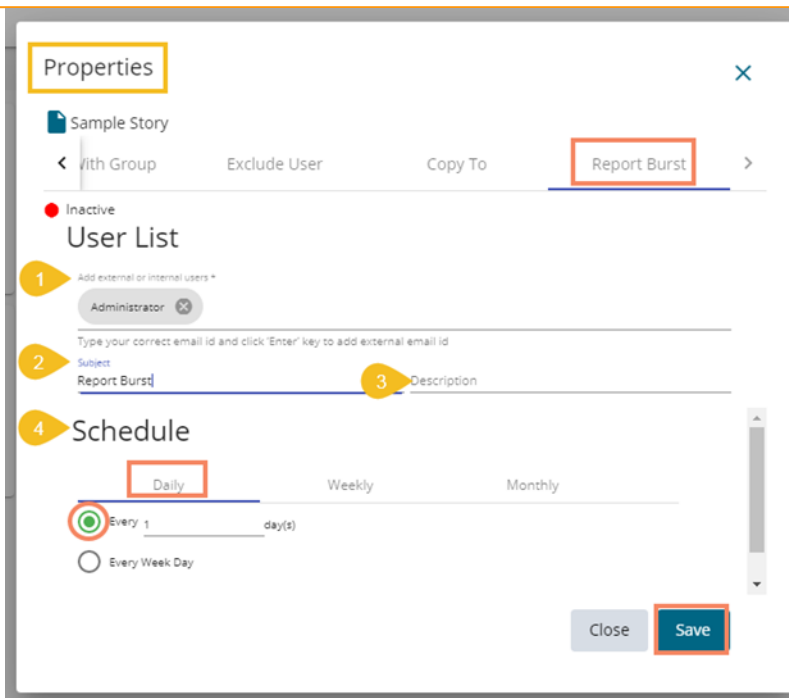 Properties
Sample Story
With Group Exclude User Copy To Report Burst
Inactive
User List
1 Add external or internal users *
Administrator
Type your correct email id and click 'Enter' key to add external email id
2 Subject
Report Burst 3 Description
4 Schedule
Daily Weekly Monthly
Every 1 day(s)
Every Week Day
Close Save